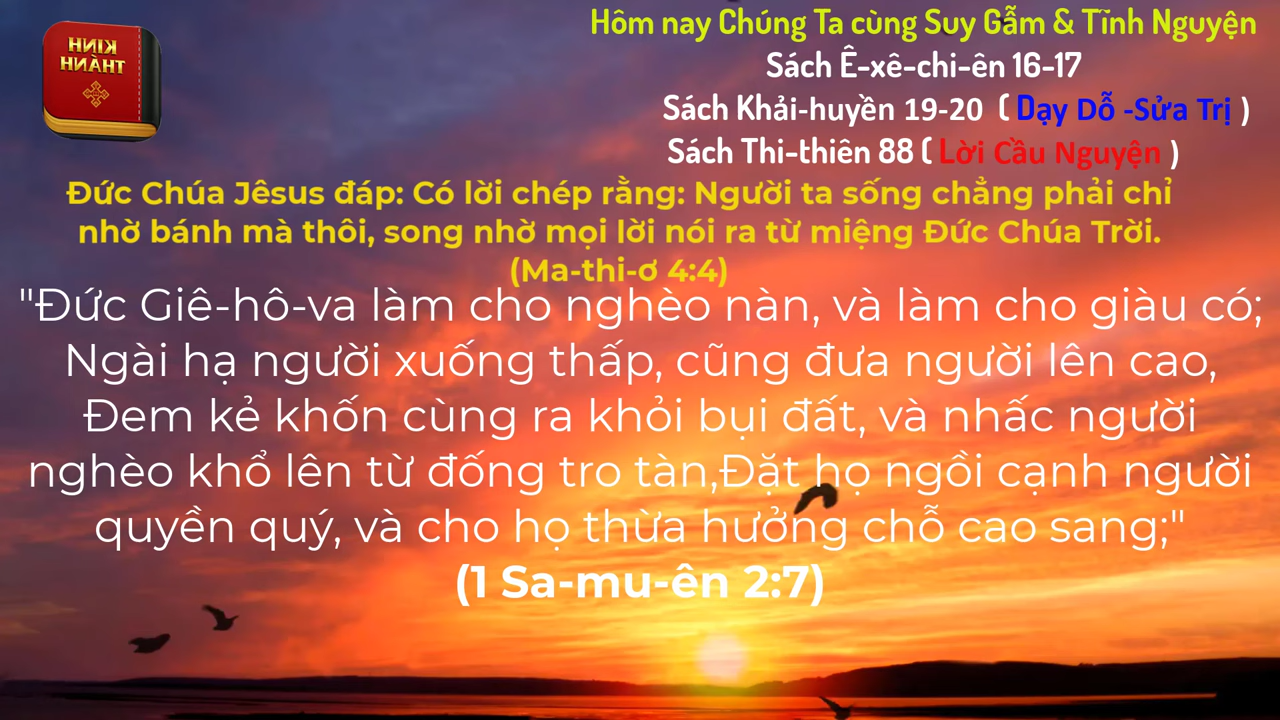 KINH
THÁNH
Hôm nay Chúng Ta cùng Suy Gẫm & Tĩnh Nguyện
Sách Ê-xê-chi-ên 16-17
Sách Khải-huyền 19-20 ( Dạy Dỗ -Sửa Trị )
Sách Thi-thiên 88 ( Lời Cầu Nguyện )
Đức Chúa Jêsus đáp: Có lời chép rằng: Người ta sống chẳng phải chỉ
nhờ bánh mà thôi, song nhờ mọi lời nói ra từ miệng Đức Chúa Trời.
(Ma-thi-ơ 4:4)
"Đức Giê-hô-va làm cho nghèo nàn, và làm cho giàu có;
Ngài hạ người xuống thấp, cũng đưa người lên cao,
Đem kẻ khốn cùng ra khỏi bụi đất, và nhấc người
nghèo khổ lên từ đống tro tàn,Đặt họ ngồi cạnh người
quyền quý, và cho họ thừa hưởng chỗ cao sang;"
(1 Sa-mu-ên 2:7)